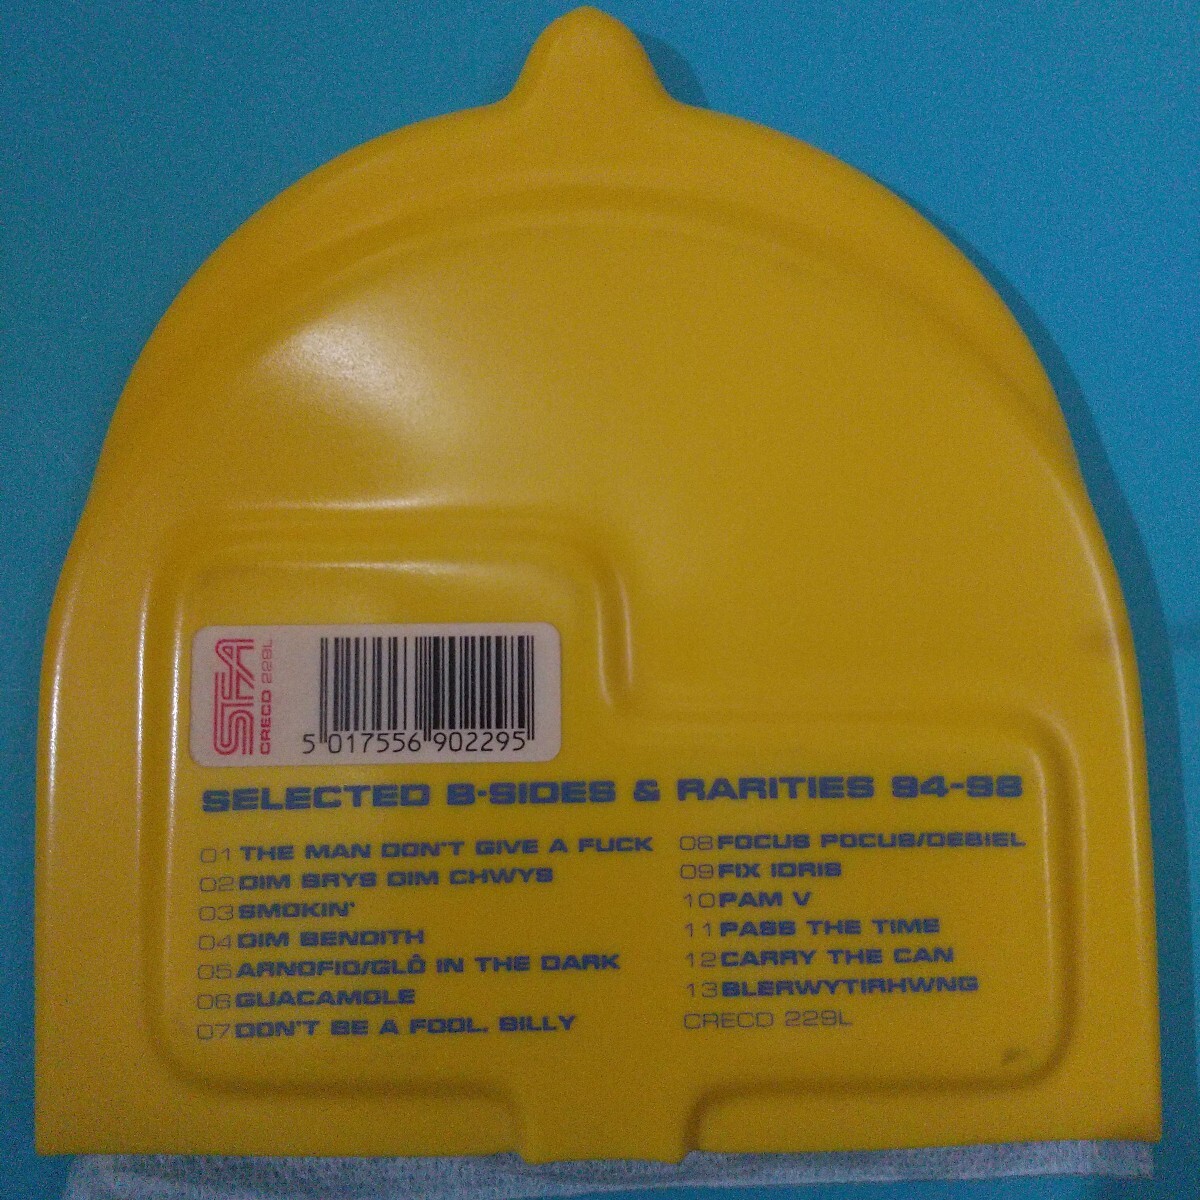 SFA
CRECD 229L
5 017556 902295
SELECTED B-SIDES & RARITIES 94-98
01 THE MAN DON'T GIVE A FUCK
02 DIM BRYS DIM CHWYS
03 SMOKIN'
04 DIM BENDITH
05 ARNOFIO/GLÔ IN THE DARK
06 GUACAMOLE
07 DON'T BE A FOOL, BILLY
08 FOCUS POCUS/DEBIEL
09 FIX IDRIS
10 PAM V
11 PASS THE TIME
12 CARRY THE CAN
13 BLERWYTIRHWNG
CRECD 229L